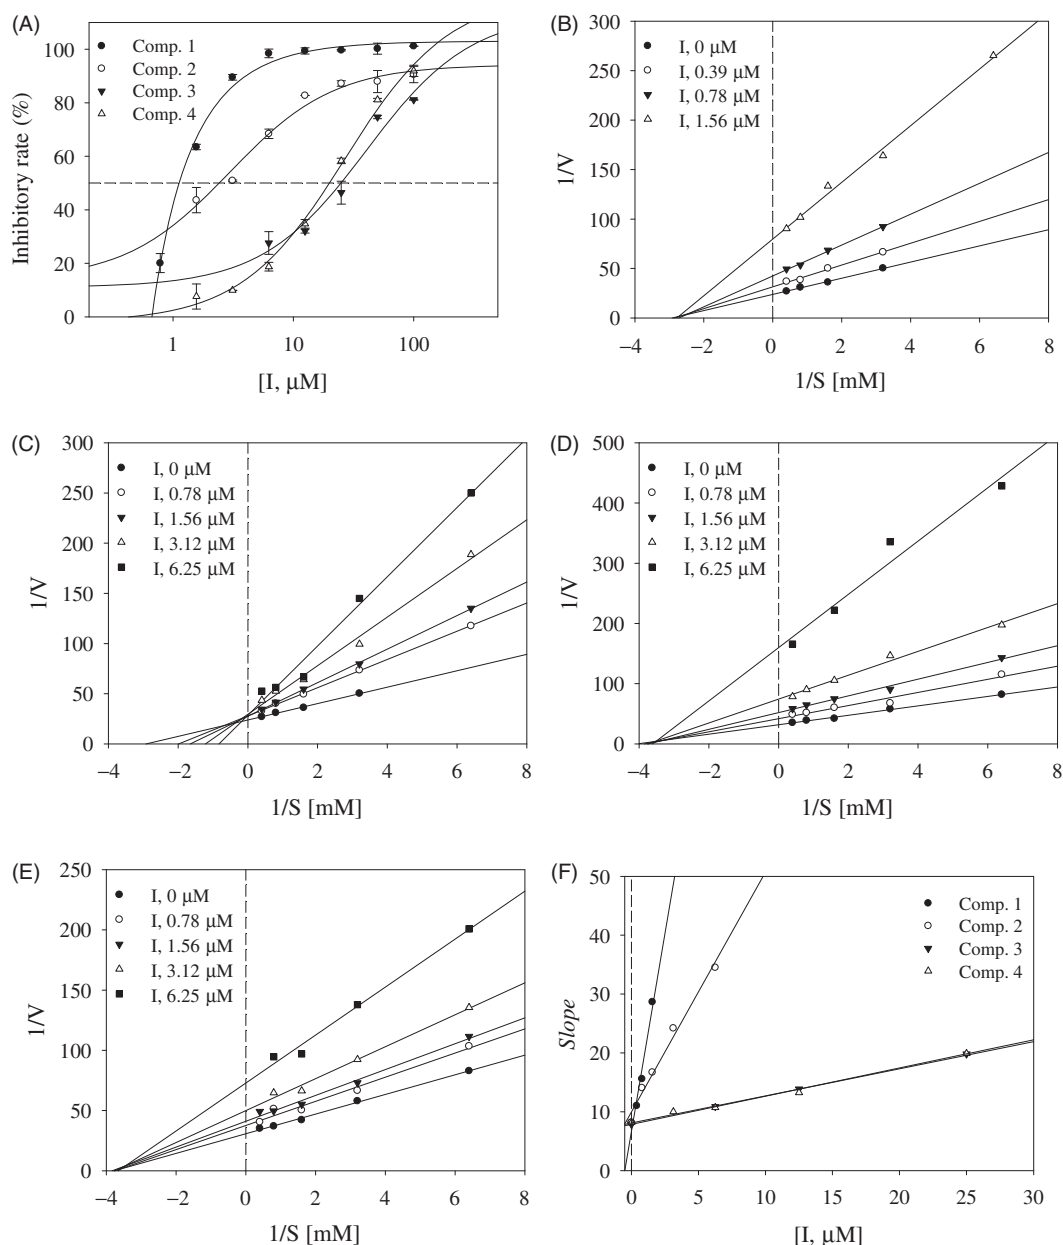 (A)
Inhibitory rate (%)
100
80
60
40
20
0
Comp. 1
Comp. 2
Comp. 3
Comp. 4
1 10 100
[I, μM]
(B)
1/V
300
250
200
150
100
50
0
I, 0 μM
I, 0.39 μM
I, 0.78 μM
I, 1.56 μM
−4 −2 0 2 4 6 8
1/S [mM]
(C)
1/V
300
250
200
150
100
50
0
I, 0 μM
I, 0.78 μM
I, 1.56 μM
I, 3.12 μM
I, 6.25 μM
−4 −2 0 2 4 6 8
1/S [mM]
(D)
1/V
500
400
300
200
100
0
I, 0 μM
I, 0.78 μM
I, 1.56 μM
I, 3.12 μM
I, 6.25 μM
−4 −2 0 2 4 6 8
1/S [mM]
(E)
1/V
250
200
150
100
50
0
I, 0 μM
I, 0.78 μM
I, 1.56 μM
I, 3.12 μM
I, 6.25 μM
−4 −2 0 2 4 6 8
1/S [mM]
(F)
Slope
50
40
30
20
10
0
Comp. 1
Comp. 2
Comp. 3
Comp. 4
0 5 10 15 20 25 30
[I, μM]